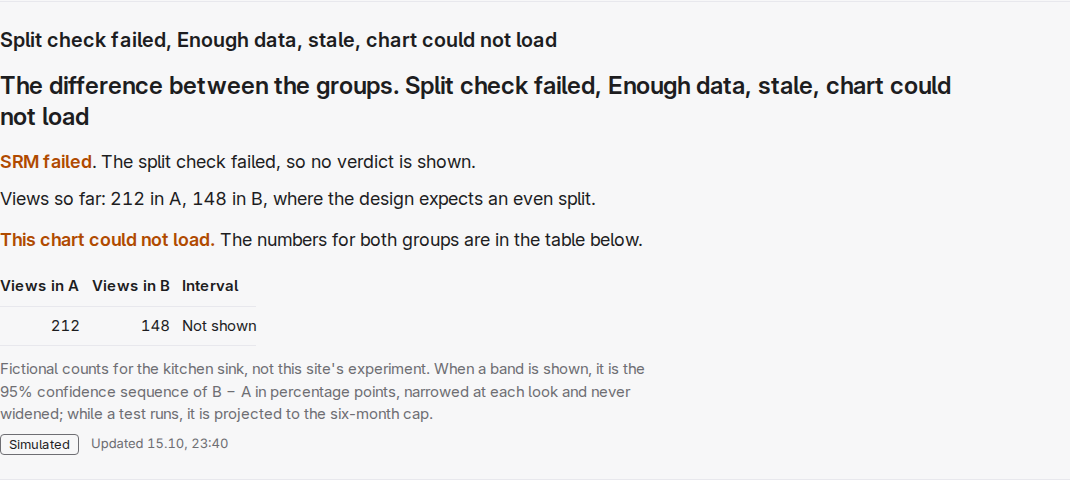 Split check failed, Enough data, stale, chart could not load
The difference between the groups. Split check failed, Enough data, stale, chart could
not load
SRM failed. The split check failed, so no verdict is shown.
Views so far: 212 in A, 148 in B, where the design expects an even split.
This chart could not load. The numbers for both groups are in the table below.
Views in A Views in B Interval
212 148 Not shown
Fictional counts for the kitchen sink, not this site's experiment. When a band is shown, it is the
95% confidence sequence of B − A in percentage points, narrowed at each look and never
widened; while a test runs, it is projected to the six-month cap.
Simulated Updated 15.10, 23:40